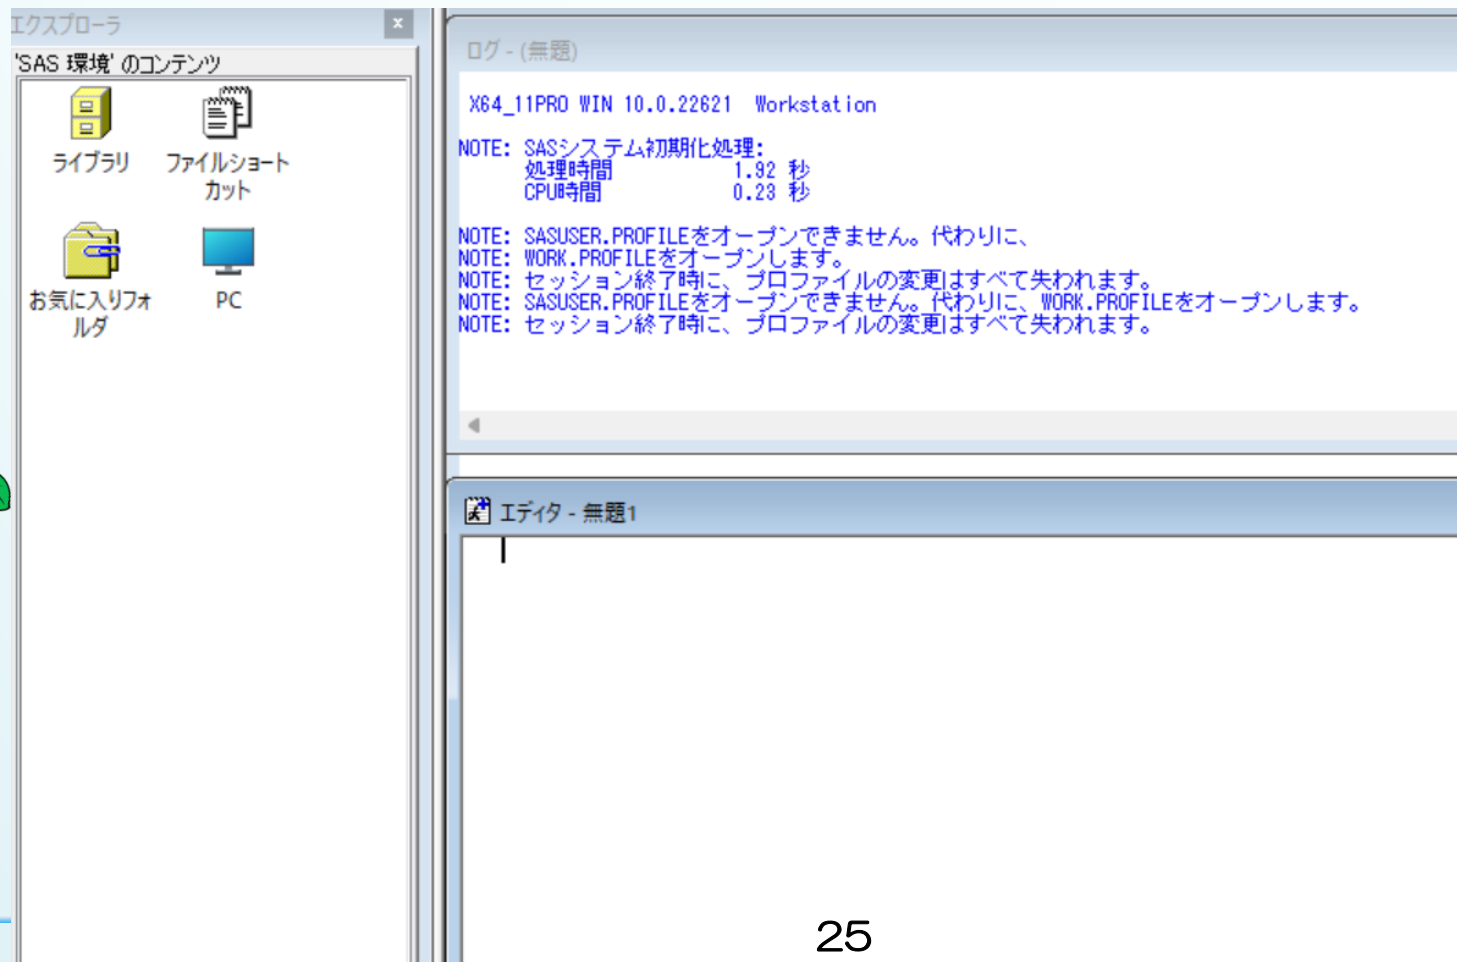 エクスプローラ
x
'SAS 環境' のコンテンツ
ライブラリ
ファイルショート
カット
お気に入りフォ
ルダ
PC
ログ - (無題)
X64_11PRO WIN 10.0.22621  Workstation
NOTE: SASシステム初期化処理:
処理時間           1.92 秒
CPU時間            0.23 秒
NOTE: SASUSER.PROFILEをオープンできません。代わりに、
NOTE: WORK.PROFILEをオープンします。
NOTE: セッション終了時に、プロファイルの変更はすべて失われます。
NOTE: SASUSER.PROFILEをオープンできません。代わりに、WORK.PROFILEをオープンします。
NOTE: セッション終了時に、プロファイルの変更はすべて失われます。
エディタ - 無題1
25